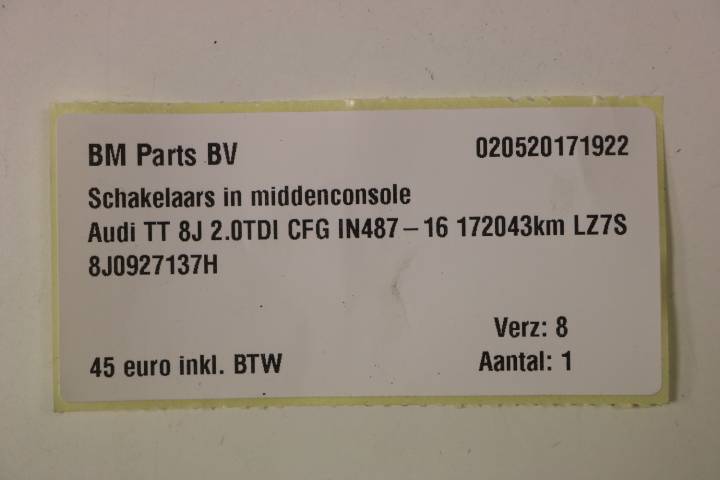 BM Parts BV 020520171922
Schakelaars in middenconsole
Audi TT 8J 2.0TDI CFG IN487 – 16 172043km LZ7S
8J0927137H
Verz: 8
45 euro inkl. BTW Aantal: 1